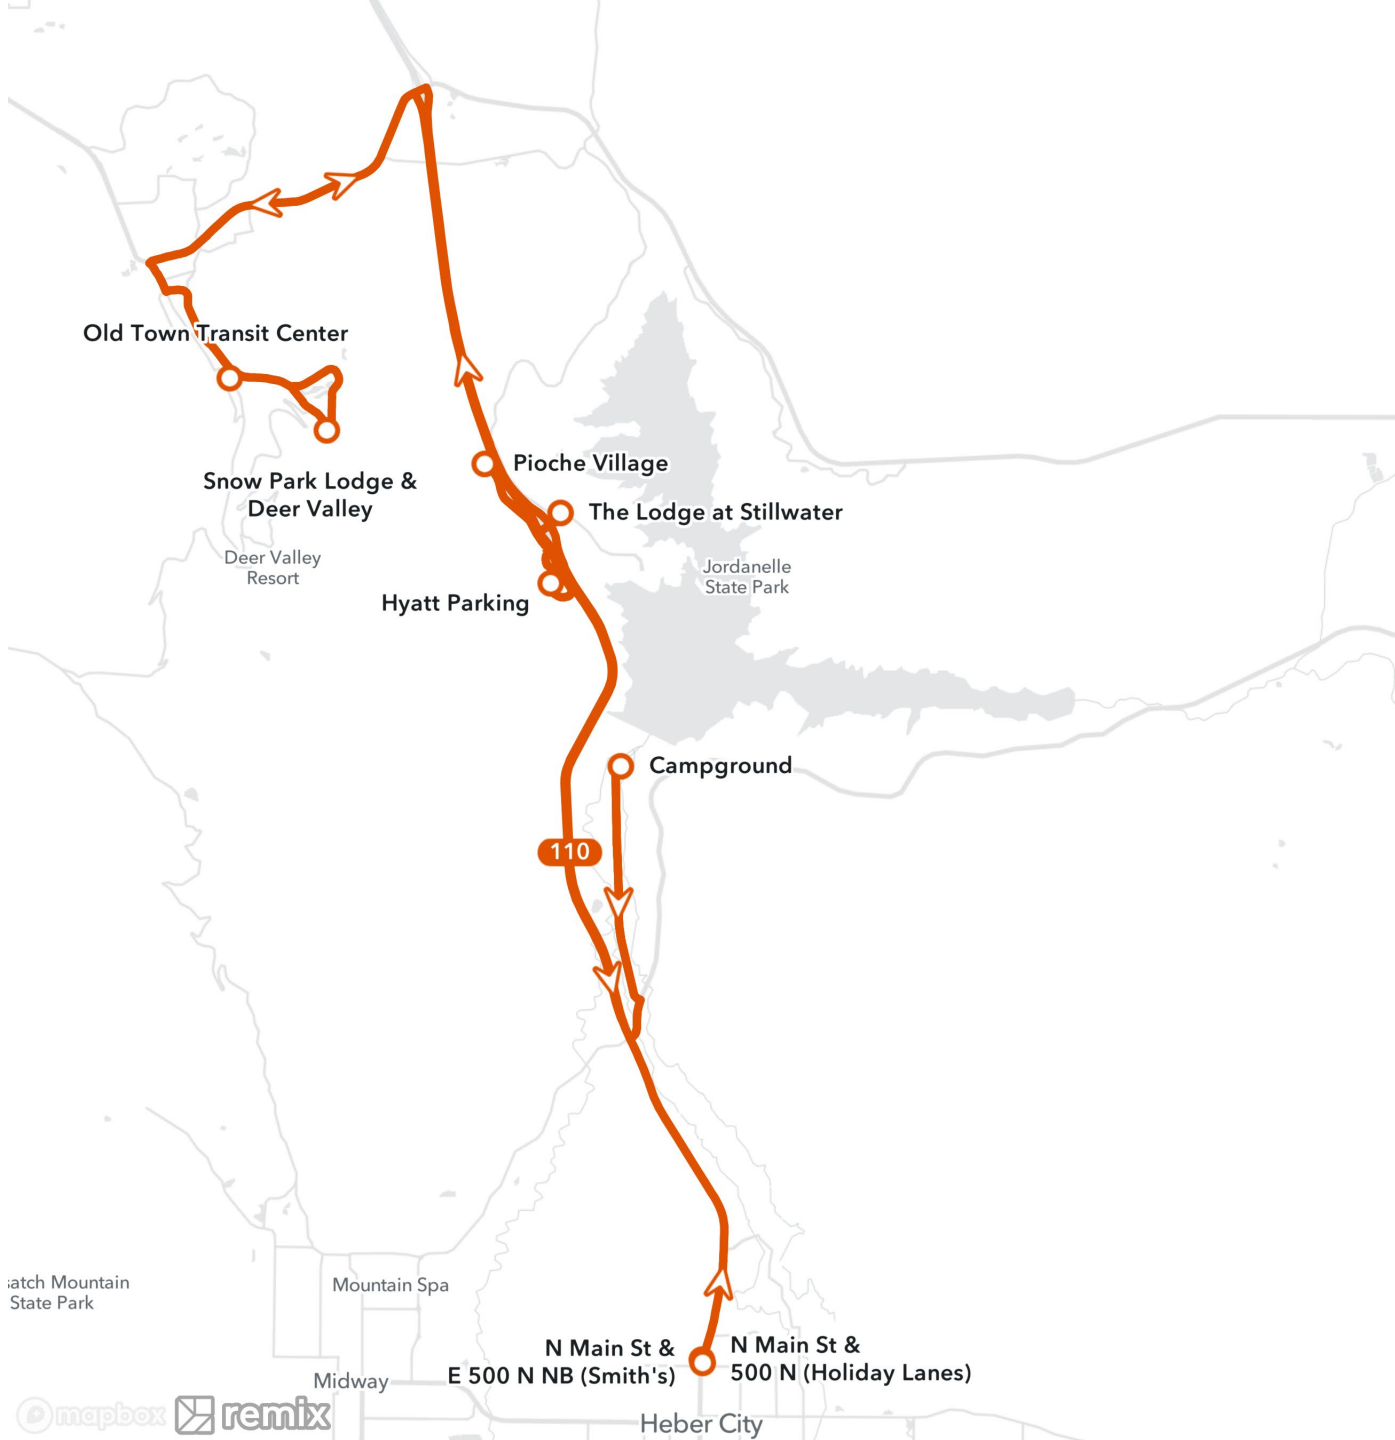 Old Town Transit Center
Pioche Village
Snow Park Lodge &
Deer Valley
The Lodge at Stillwater
Deer Valley
Resort
Jordanelle
State Park
Hyatt Parking
Campground
110
atch Mountain
State Park
Mountain Spa
N Main St &
E 500 N NB (Smith's)
N Main St &
500 N (Holiday Lanes)
Midway
mapbox
remix
Heber City